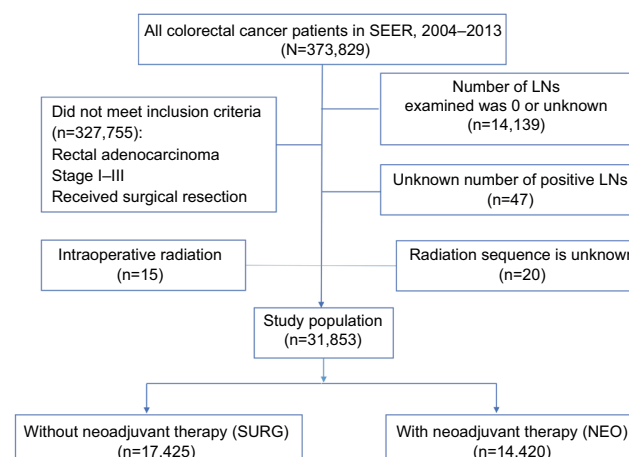 All colorectal cancer patients in SEER, 2004–2013
(N=373,829)
Number of LNs
examined was 0 or unknown
(n=14,139)
Did not meet inclusion criteria
(n=327,755):
Rectal adenocarcinoma
Stage I–III
Received surgical resection
Unknown number of positive LNs
(n=47)
Intraoperative radiation
(n=15)
Radiation sequence is unknown
(n=20)
Study population
(n=31,853)
Without neoadjuvant therapy (SURG)
(n=17,425)
With neoadjuvant therapy (NEO)
(n=14,420)